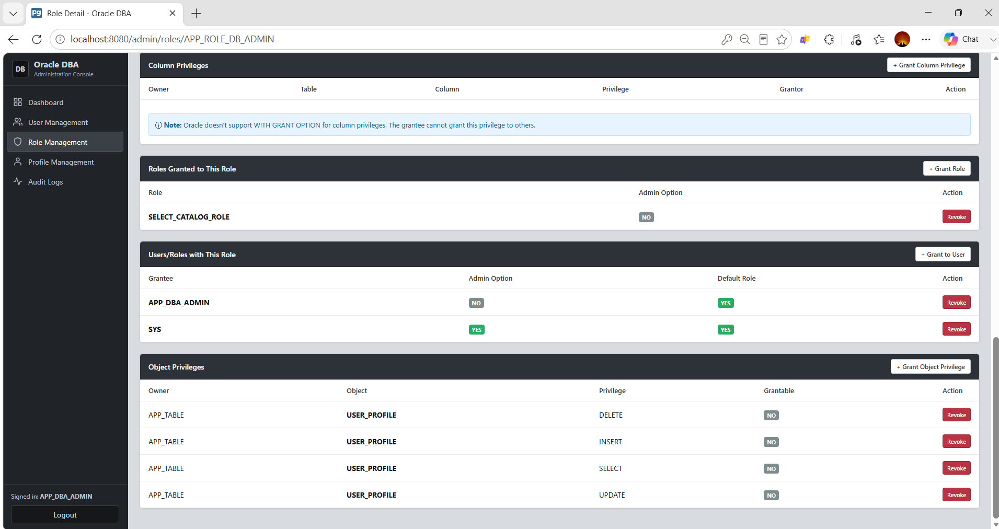 Role Detail - Oracle DBA
localhost:8080/admin/roles/APP_ROLE_DB_ADMIN
Chat
DB
Oracle DBA
Administration Console
Dashboard
User Management
Role Management
Profile Management
Audit Logs
Signed in: APP_DBA_ADMIN
Logout
Column Privileges
+ Grant Column Privilege
Owner Table Column Privilege Grantor Action
Note: Oracle doesn't support WITH GRANT OPTION for column privileges. The grantee cannot grant this privilege to others.
Roles Granted to This Role
+ Grant Role
Role Admin Option Action
SELECT_CATALOG_ROLE NO Revoke
Users/Roles with This Role
+ Grant to User
Grantee Admin Option Default Role Action
APP_DBA_ADMIN NO YES Revoke
SYS YES YES Revoke
Object Privileges
+ Grant Object Privilege
Owner Object Privilege Grantable Action
APP_TABLE USER_PROFILE DELETE NO Revoke
APP_TABLE USER_PROFILE INSERT NO Revoke
APP_TABLE USER_PROFILE SELECT NO Revoke
APP_TABLE USER_PROFILE UPDATE NO Revoke